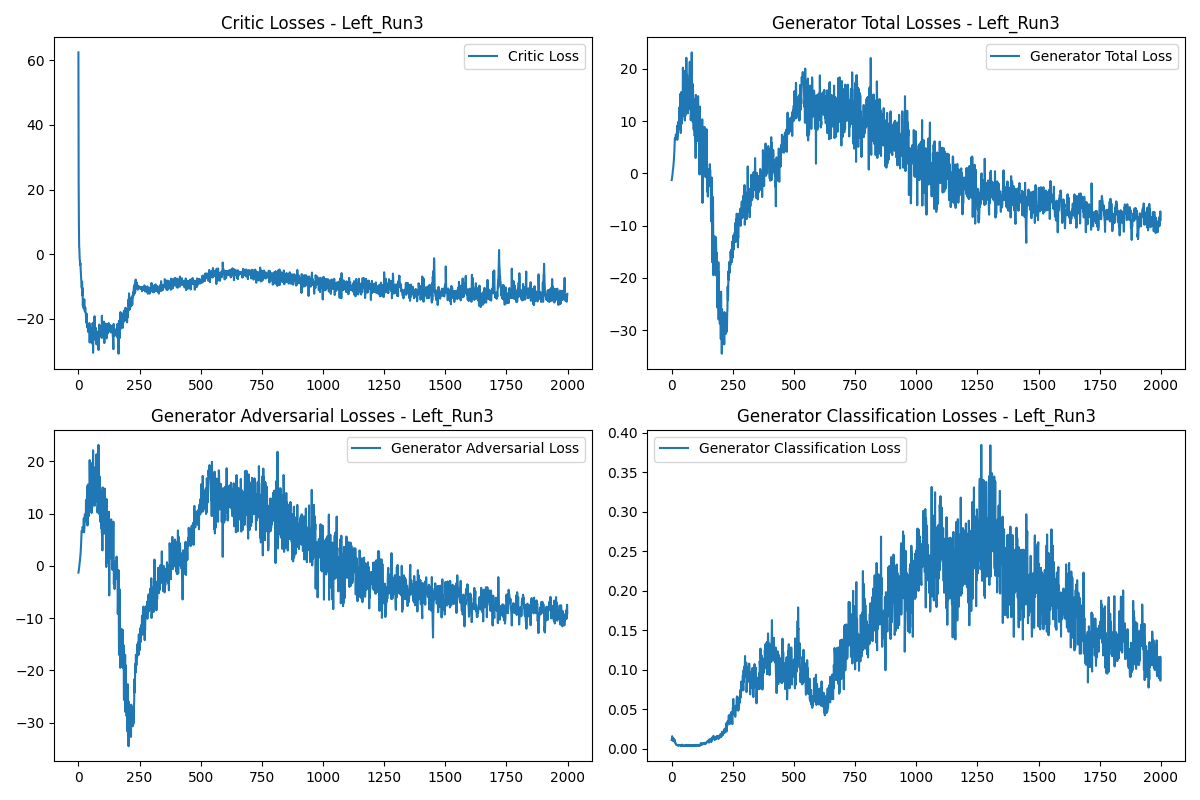 Critic Losses - Left_Run3
Critic Loss
60
40
20
0
−20
0 250 500 750 1000 1250 1500 1750 2000
Generator Total Losses - Left_Run3
Generator Total Loss
20
10
0
−10
−20
−30
0 250 500 750 1000 1250 1500 1750 2000
Generator Adversarial Losses - Left_Run3
Generator Adversarial Loss
20
10
0
−10
−20
−30
0 250 500 750 1000 1250 1500 1750 2000
Generator Classification Losses - Left_Run3
Generator Classification Loss
0.40
0.35
0.30
0.25
0.20
0.15
0.10
0.05
0.00
0 250 500 750 1000 1250 1500 1750 2000